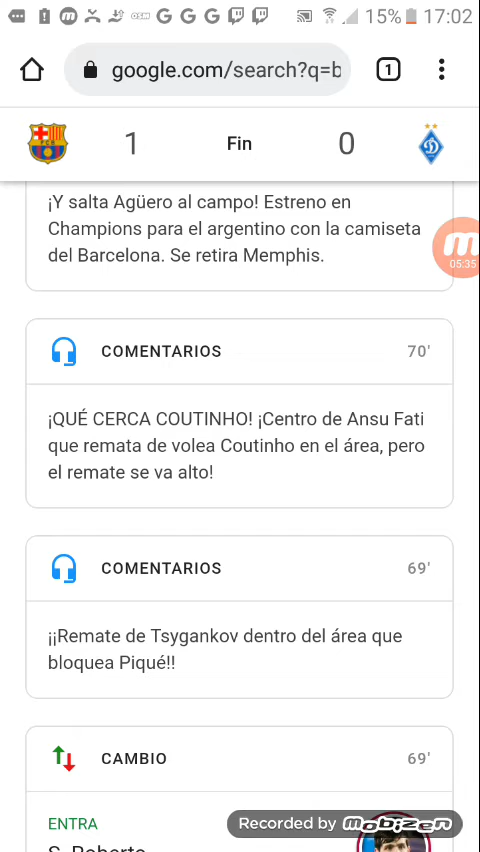 15% 17:02
google.com/search?q=b
1
1 Fin 0
¡Y salta Agüero al campo! Estreno en
Champions para el argentino con la camiseta
del Barcelona. Se retira Memphis.
05:35
COMENTARIOS 70'
¡QUÉ CERCA COUTINHO! ¡Centro de Ansu Fati
que remata de volea Coutinho en el área, pero
el remate se va alto!
COMENTARIOS 69'
¡¡Remate de Tsygankov dentro del área que
bloquea Piqué!!
CAMBIO 69'
ENTRA
S. Roberto
Recorded by mobizen